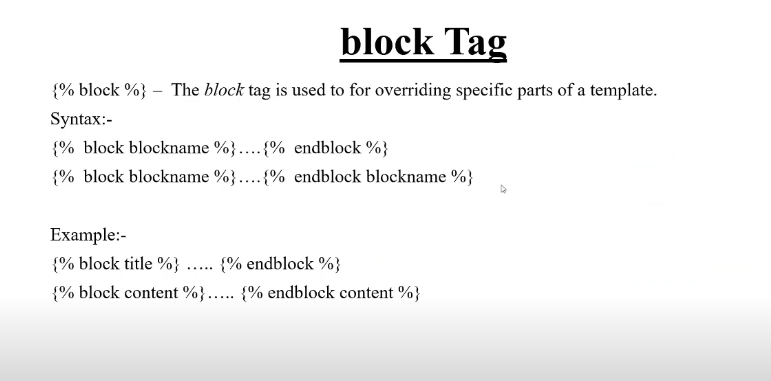 block Tag
{% block %} – The block tag is used to for overriding specific parts of a template.
Syntax:-
{% block blockname %}....{% endblock %}
{% block blockname %}....{% endblock blockname %}
Example:-
{% block title %} ..... {% endblock %}
{% block content %}..... {% endblock content %}